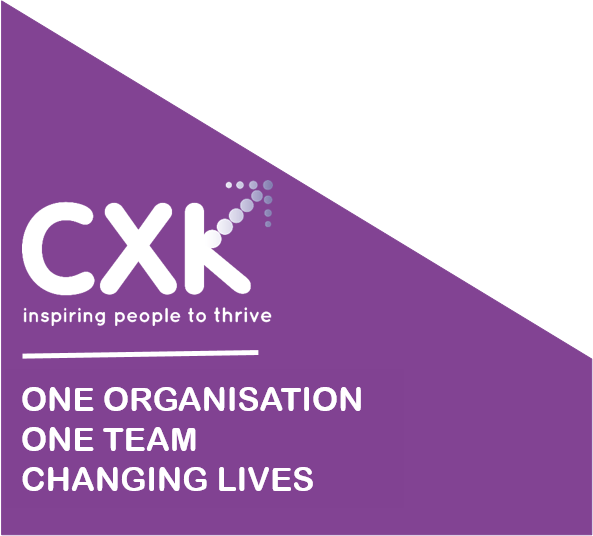 CXK
inspiring people to thrive
ONE ORGANISATION
ONE TEAM
CHANGING LIVES